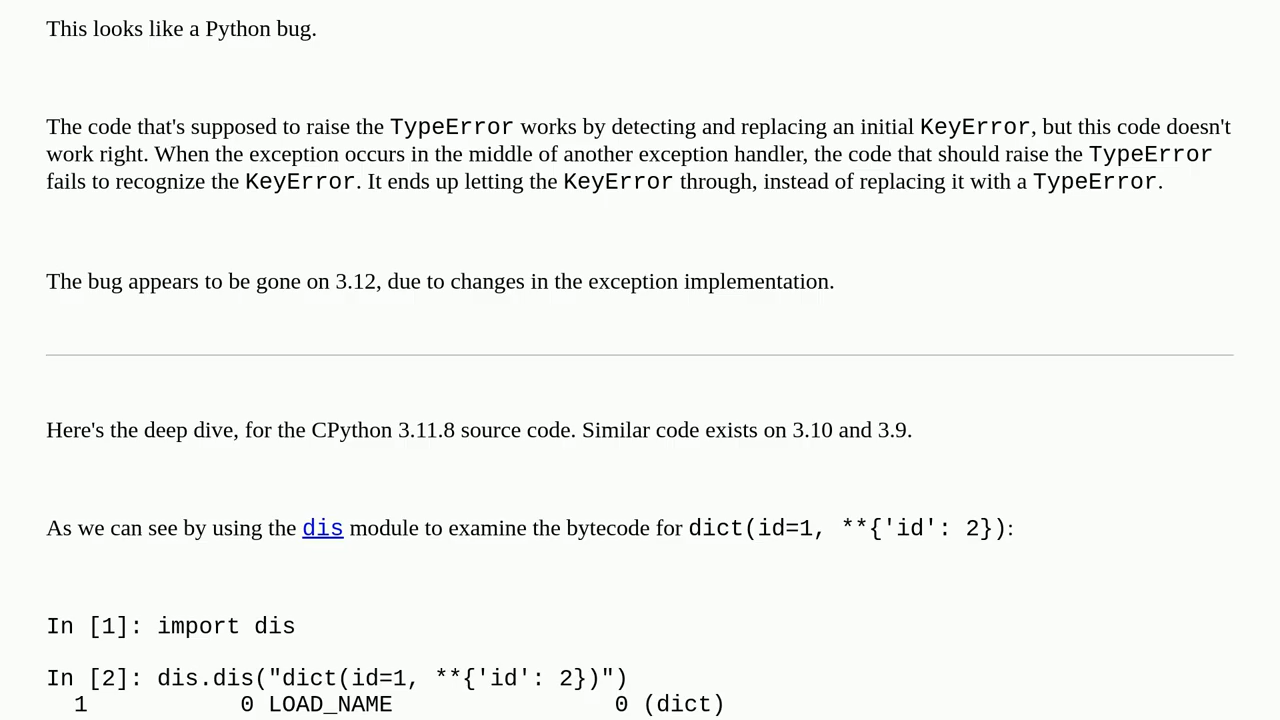 This looks like a Python bug.
The code that's supposed to raise the TypeError works by detecting and replacing an initial KeyError, but this code doesn't
work right. When the exception occurs in the middle of another exception handler, the code that should raise the TypeError
fails to recognize the KeyError. It ends up letting the KeyError through, instead of replacing it with a TypeError.
The bug appears to be gone on 3.12, due to changes in the exception implementation.
Here's the deep dive, for the CPython 3.11.8 source code. Similar code exists on 3.10 and 3.9.
As we can see by using the dis module to examine the bytecode for dict(id=1, **{'id': 2}):
In [1]: import dis
In [2]: dis.dis("dict(id=1, **{'id': 2})")
  1           0 LOAD_NAME                0 (dict)